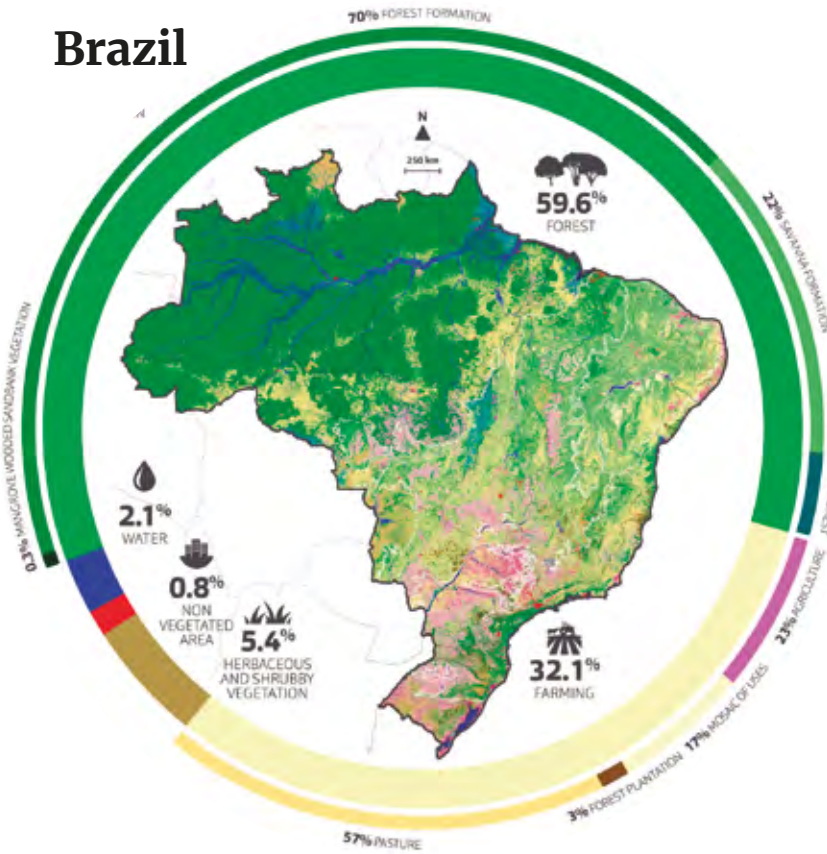 Brazil
70% FOREST FORMATION
N
250 km
59.6%
FOREST
22% SAVANNA FORMATION
0.3% MANGROVE WOODED SANDBANK VEGETATION
2.1%
WATER
0.8%
NON
VEGETATED
AREA
5.4%
HERBACEOUS
AND SHRUBBY
VEGETATION
32.1%
FARMING
23% AGRICULTURE
17% MOSAIC OF USES
3% FOREST PLANTATION
57% PASTURE